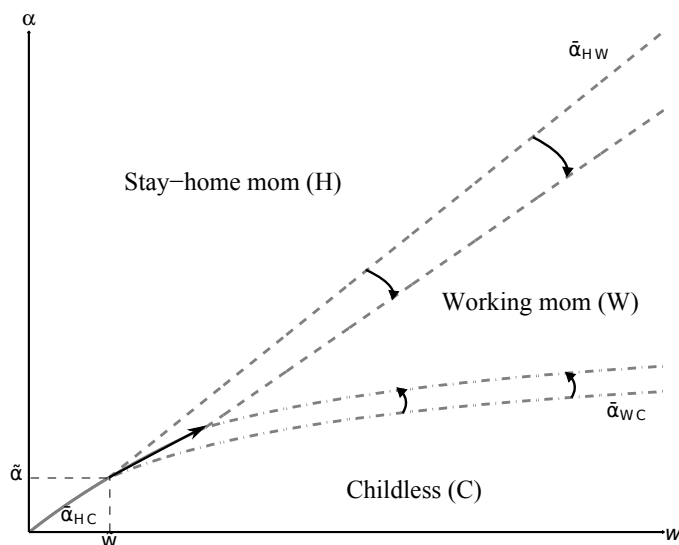 α
ᾱHW
Stay−home mom (H)
Working mom (W)
ᾱWC
α̃
Childless (C)
ᾱHC
w̃
w